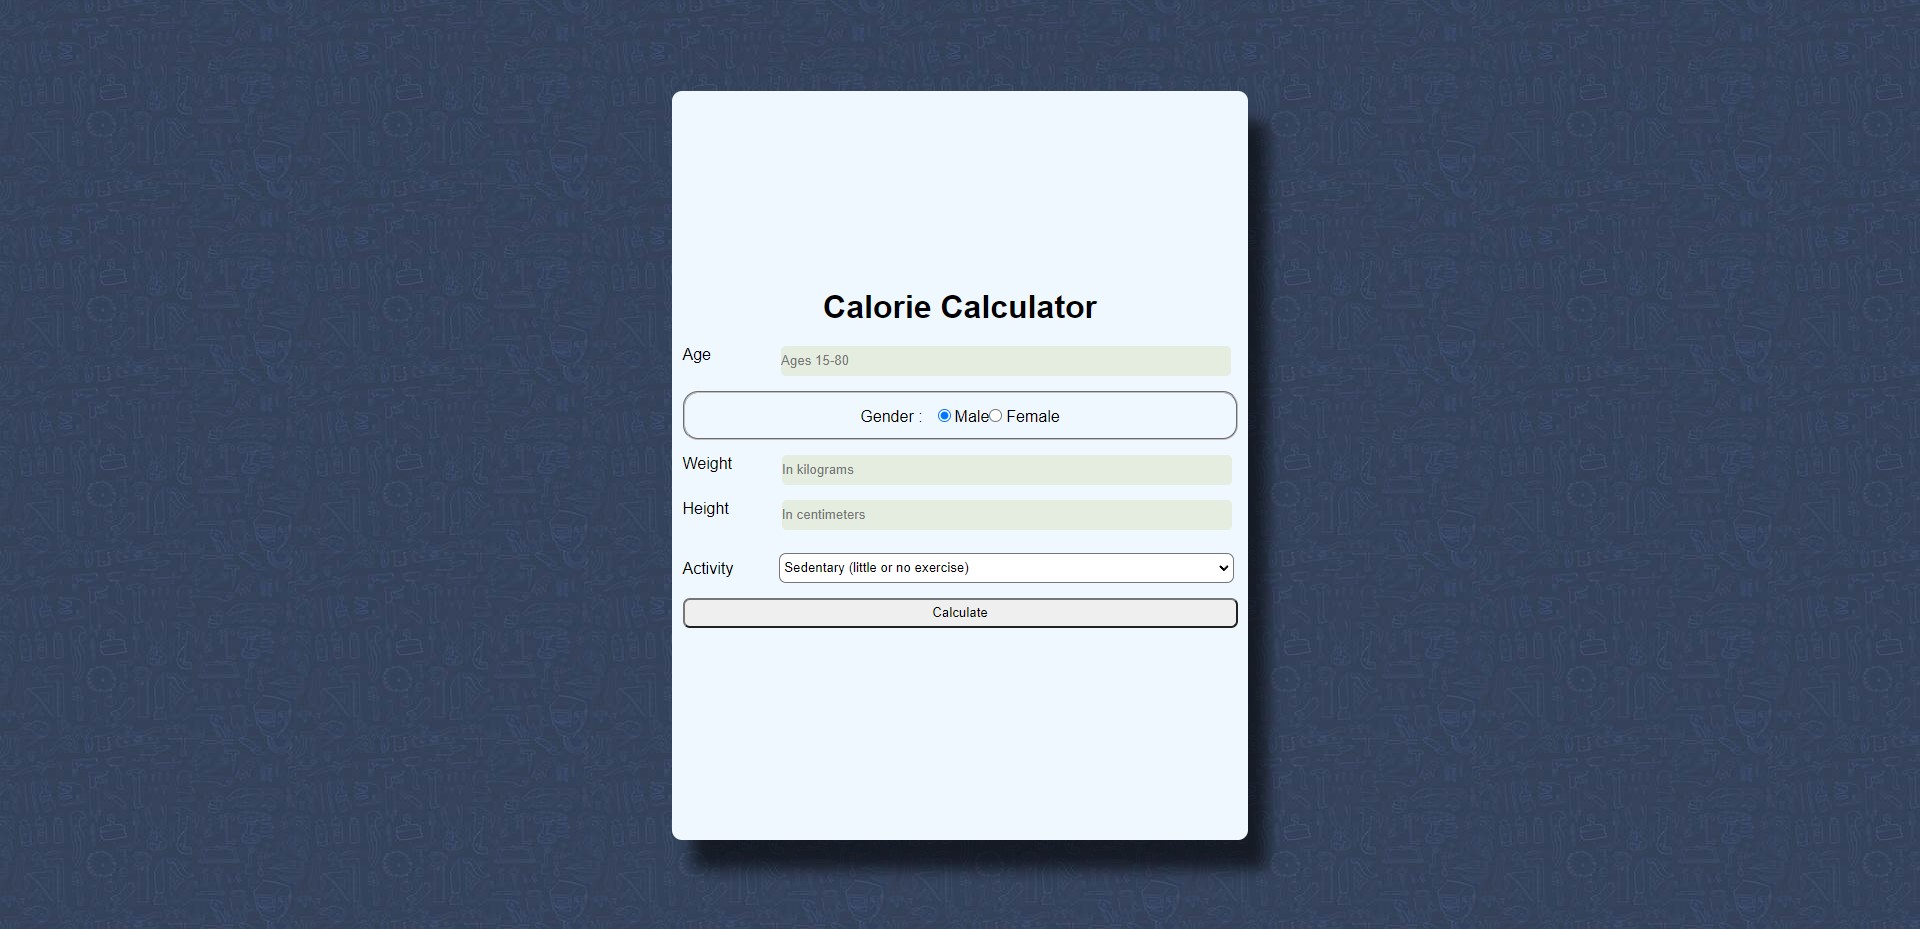 Calorie Calculator
Age Ages 15-80
Gender : Male Female
Weight In kilograms
Height In centimeters
Activity Sedentary (little or no exercise)
Calculate